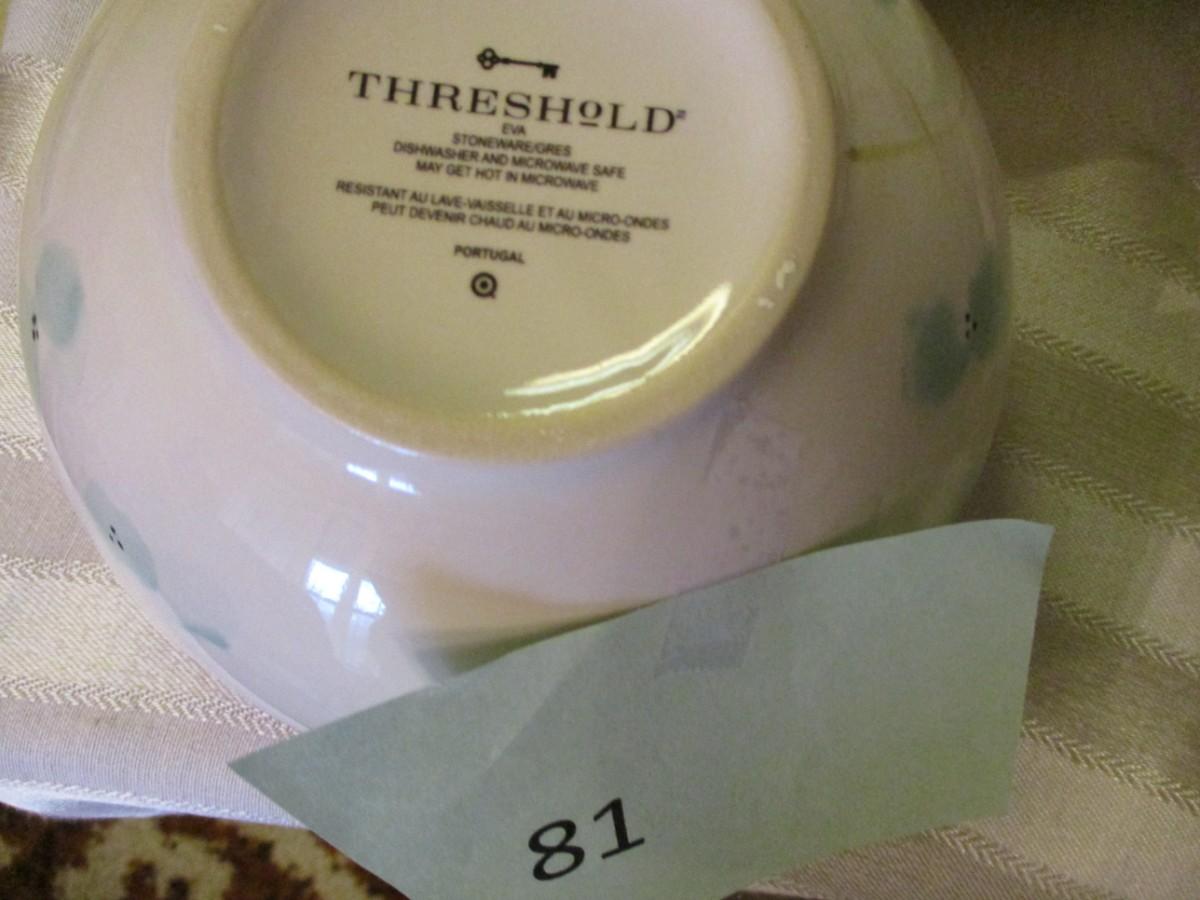 THRESHOLD
EVA
STONEWARE/GRES
DISHWASHER AND MICROWAVE SAFE
MAY GET HOT IN MICROWAVE
RESISTANT AU LAVE-VAISSELLE ET AU MICRO-ONDES
PEUT DEVENIR CHAUD AU MICRO-ONDES
PORTUGAL
81